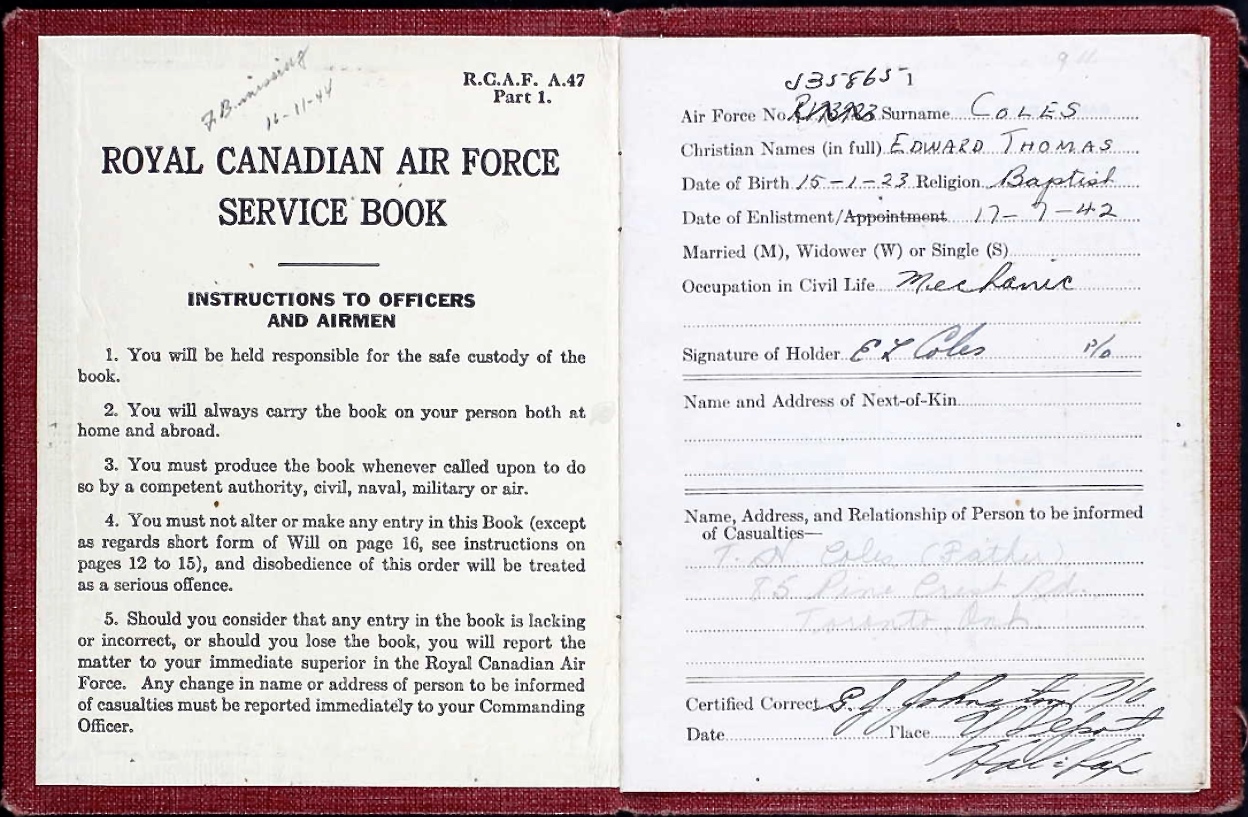 F.B. missing
16-11-44
R.C.A.F. A.47
Part 1.
ROYAL CANADIAN AIR FORCE
SERVICE BOOK
INSTRUCTIONS TO OFFICERS
AND AIRMEN
1. You will be held responsible for the safe custody of the
book.
2. You will always carry the book on your person both at
home and abroad.
3. You must produce the book whenever called upon to do
so by a competent authority, civil, naval, military or air.
4. You must not alter or make any entry in this Book (except
as regards short form of Will on page 16, see instructions on
pages 12 to 15), and disobedience of this order will be treated
as a serious offence.
5. Should you consider that any entry in the book is lacking
or incorrect, or should you lose the book, you will report the
matter to your immediate superior in the Royal Canadian Air
Force. Any change in name or address of person to be informed
of casualties must be reported immediately to your Commanding
Officer.
J35865 1
Air Force No. Surname COLES
Christian Names (in full) EDWARD THOMAS
Date of Birth 15-1-23 Religion Baptist
Date of Enlistment/Appointment 17-7-42
Married (M), Widower (W) or Single (S)
Occupation in Civil Life Mechanic
Signature of Holder E T Coles P/O
Name and Address of Next-of-Kin
Name, Address, and Relationship of Person to be informed
of Casualties—
T. H Coles (Father)
85 Pine Crest Rd.
Toronto, Ont.
Certified Correct Johnston P/O
Date Place Y Depot
Halifax